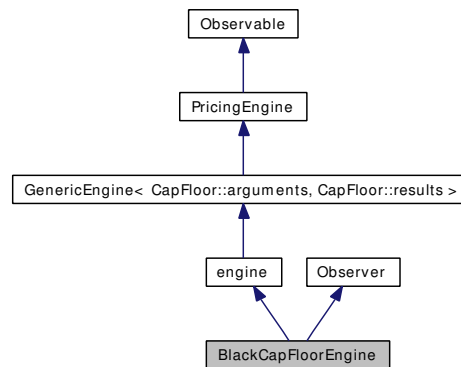 Observable
PricingEngine
GenericEngine< CapFloor::arguments, CapFloor::results >
engine
Observer
BlackCapFloorEngine